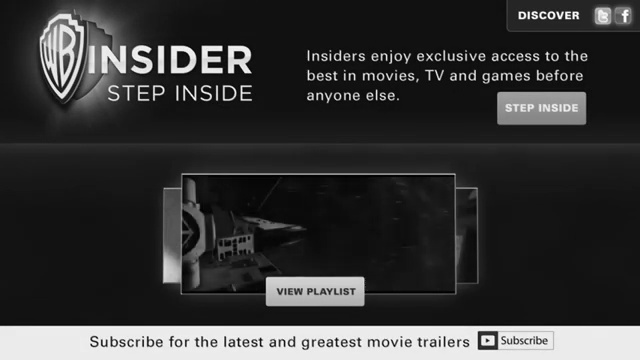 DISCOVER
WB INSIDER
STEP INSIDE
Insiders enjoy exclusive access to the
best in movies, TV and games before
anyone else.
STEP INSIDE
VIEW PLAYLIST
Subscribe for the latest and greatest movie trailers Subscribe